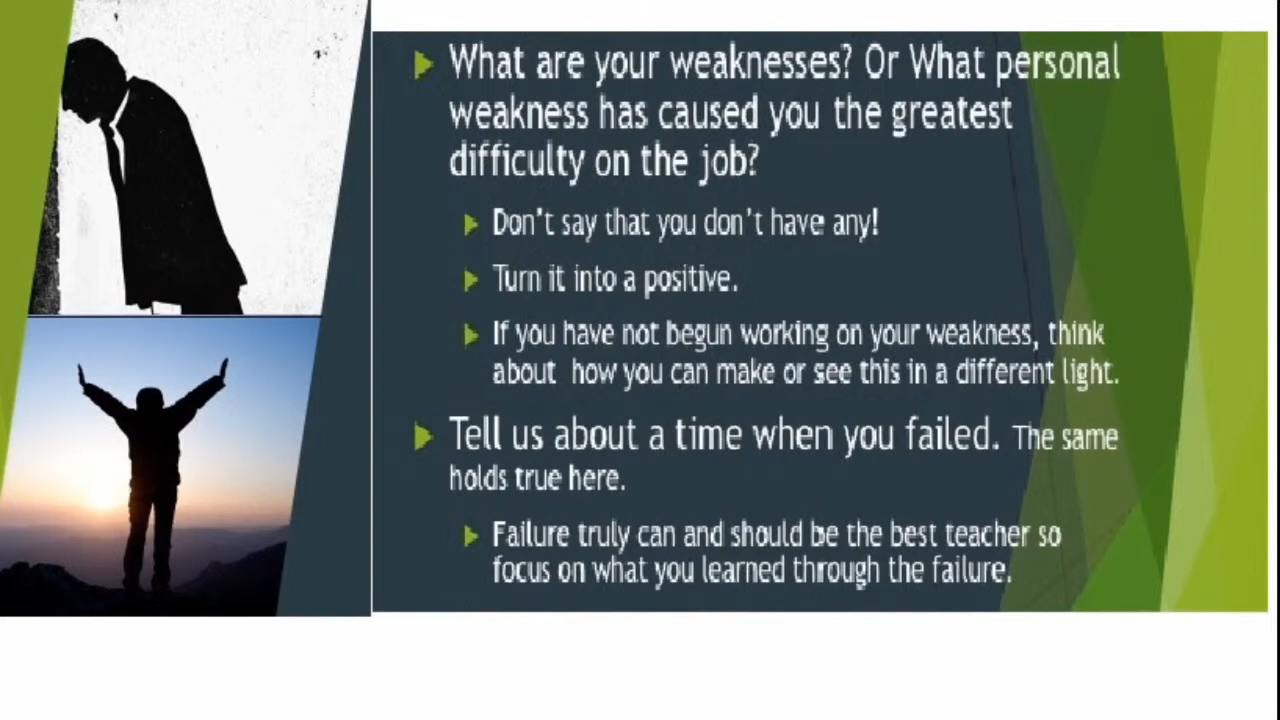 What are your weaknesses? Or What personal
weakness has caused you the greatest
difficulty on the job?
Don't say that you don't have any!
Turn it into a positive.
If you have not begun working on your weakness, think
about how you can make or see this in a different light.
Tell us about a time when you failed. The same
holds true here.
Failure truly can and should be the best teacher so
focus on what you learned through the failure.